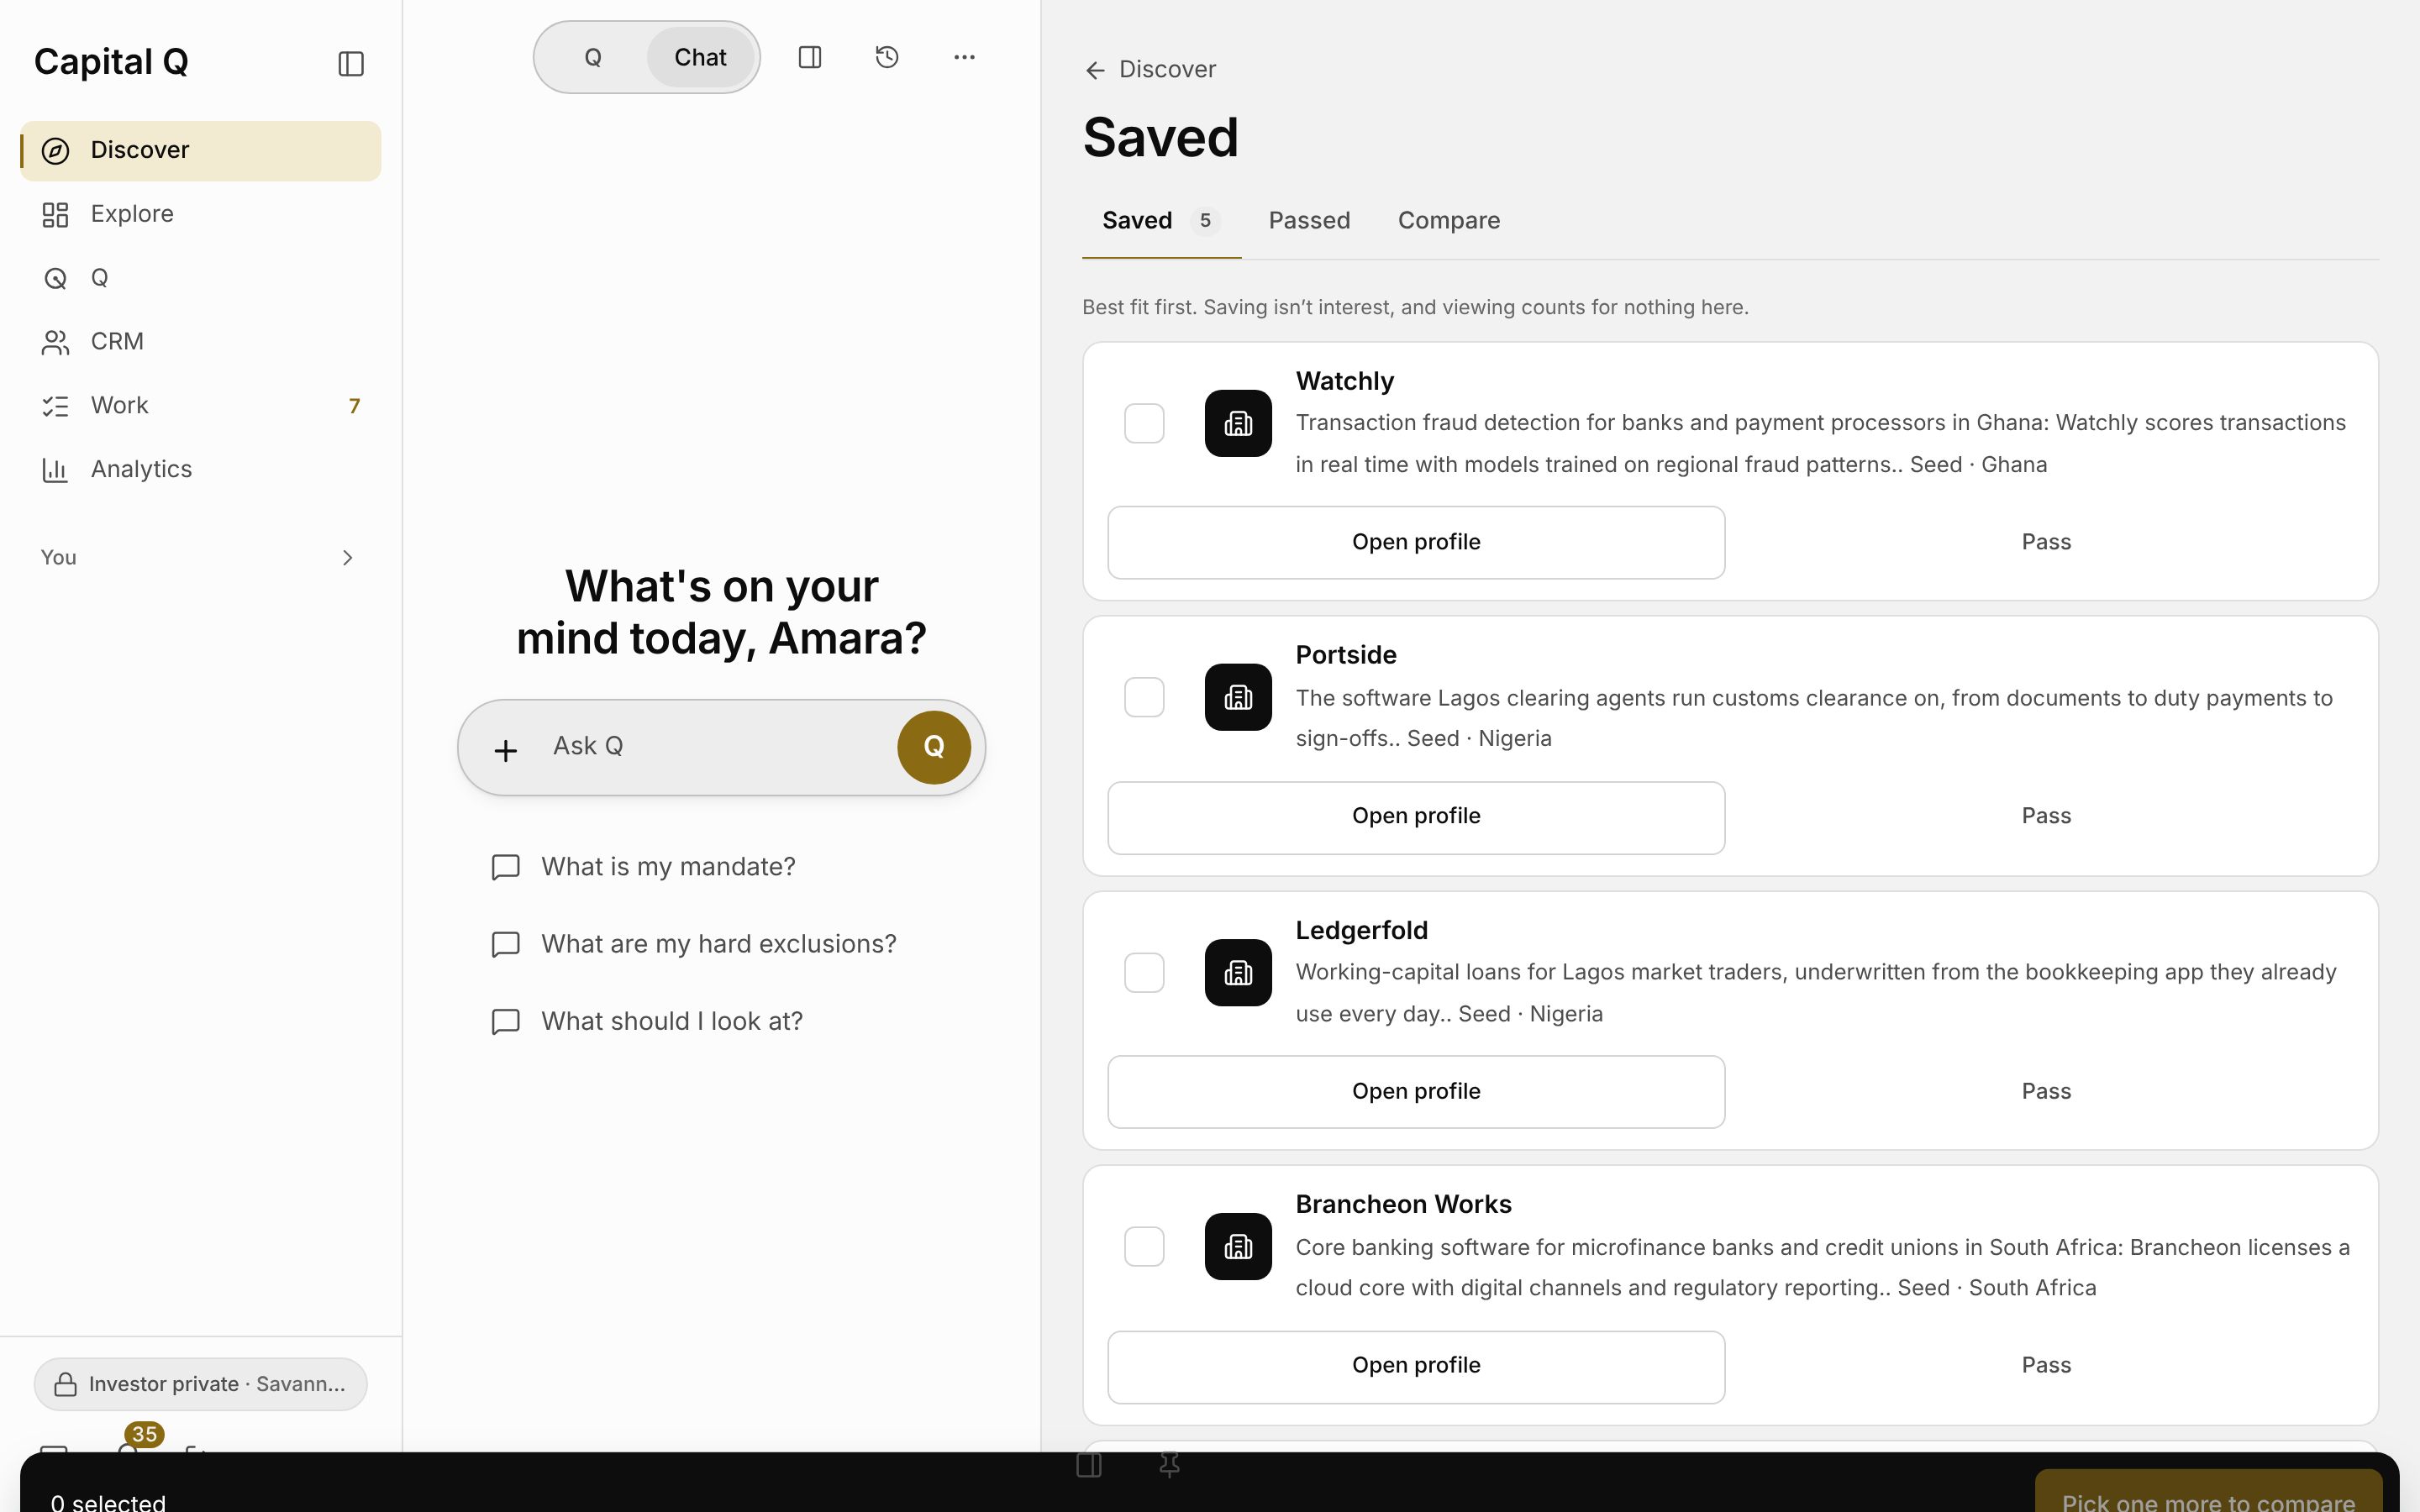 Capital Q
Discover
Explore
Q
CRM
Work 7
Analytics
You
Investor private · Savann...
35
Q Chat
What's on your
mind today, Amara?
Ask Q
Q
What is my mandate?
What are my hard exclusions?
What should I look at?
Discover
Saved
Saved 5 Passed Compare
Best fit first. Saving isn’t interest, and viewing counts for nothing here.
Watchly
Transaction fraud detection for banks and payment processors in Ghana: Watchly scores transactions
in real time with models trained on regional fraud patterns.. Seed · Ghana
Open profile Pass
Portside
The software Lagos clearing agents run customs clearance on, from documents to duty payments to
sign-offs.. Seed · Nigeria
Open profile Pass
Ledgerfold
Working-capital loans for Lagos market traders, underwritten from the bookkeeping app they already
use every day.. Seed · Nigeria
Open profile Pass
Brancheon Works
Core banking software for microfinance banks and credit unions in South Africa: Brancheon licenses a
cloud core with digital channels and regulatory reporting.. Seed · South Africa
Open profile Pass
0 selected Pick one more to compare